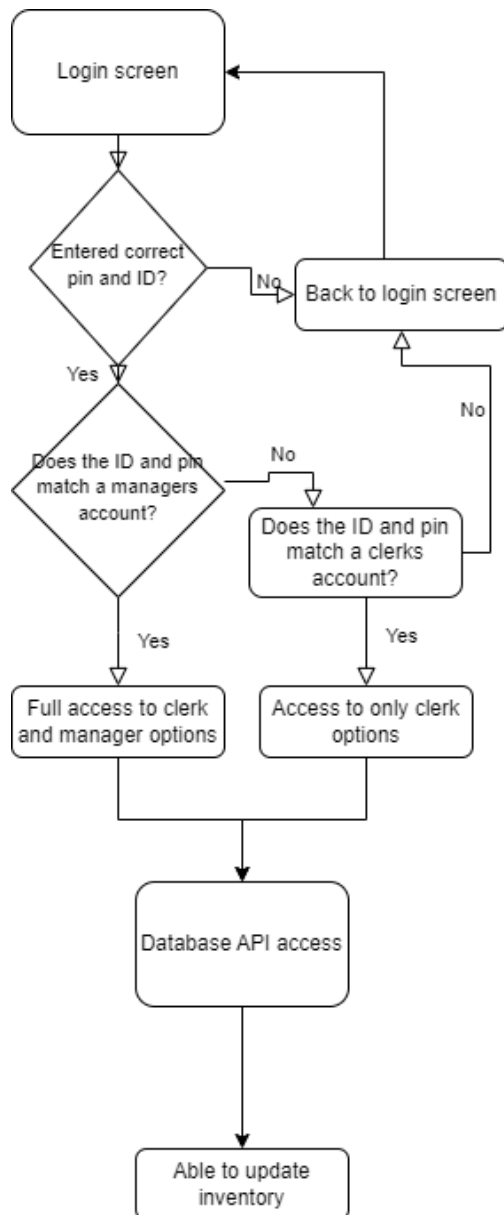 Login screen
Entered correct
pin and ID?
No
Back to login screen
Yes
No
Does the ID and pin
match a managers
account?
No
Does the ID and pin
match a clerks
account?
Yes
Yes
Full access to clerk
and manager options
Access to only clerk
options
Database API access
Able to update
inventory